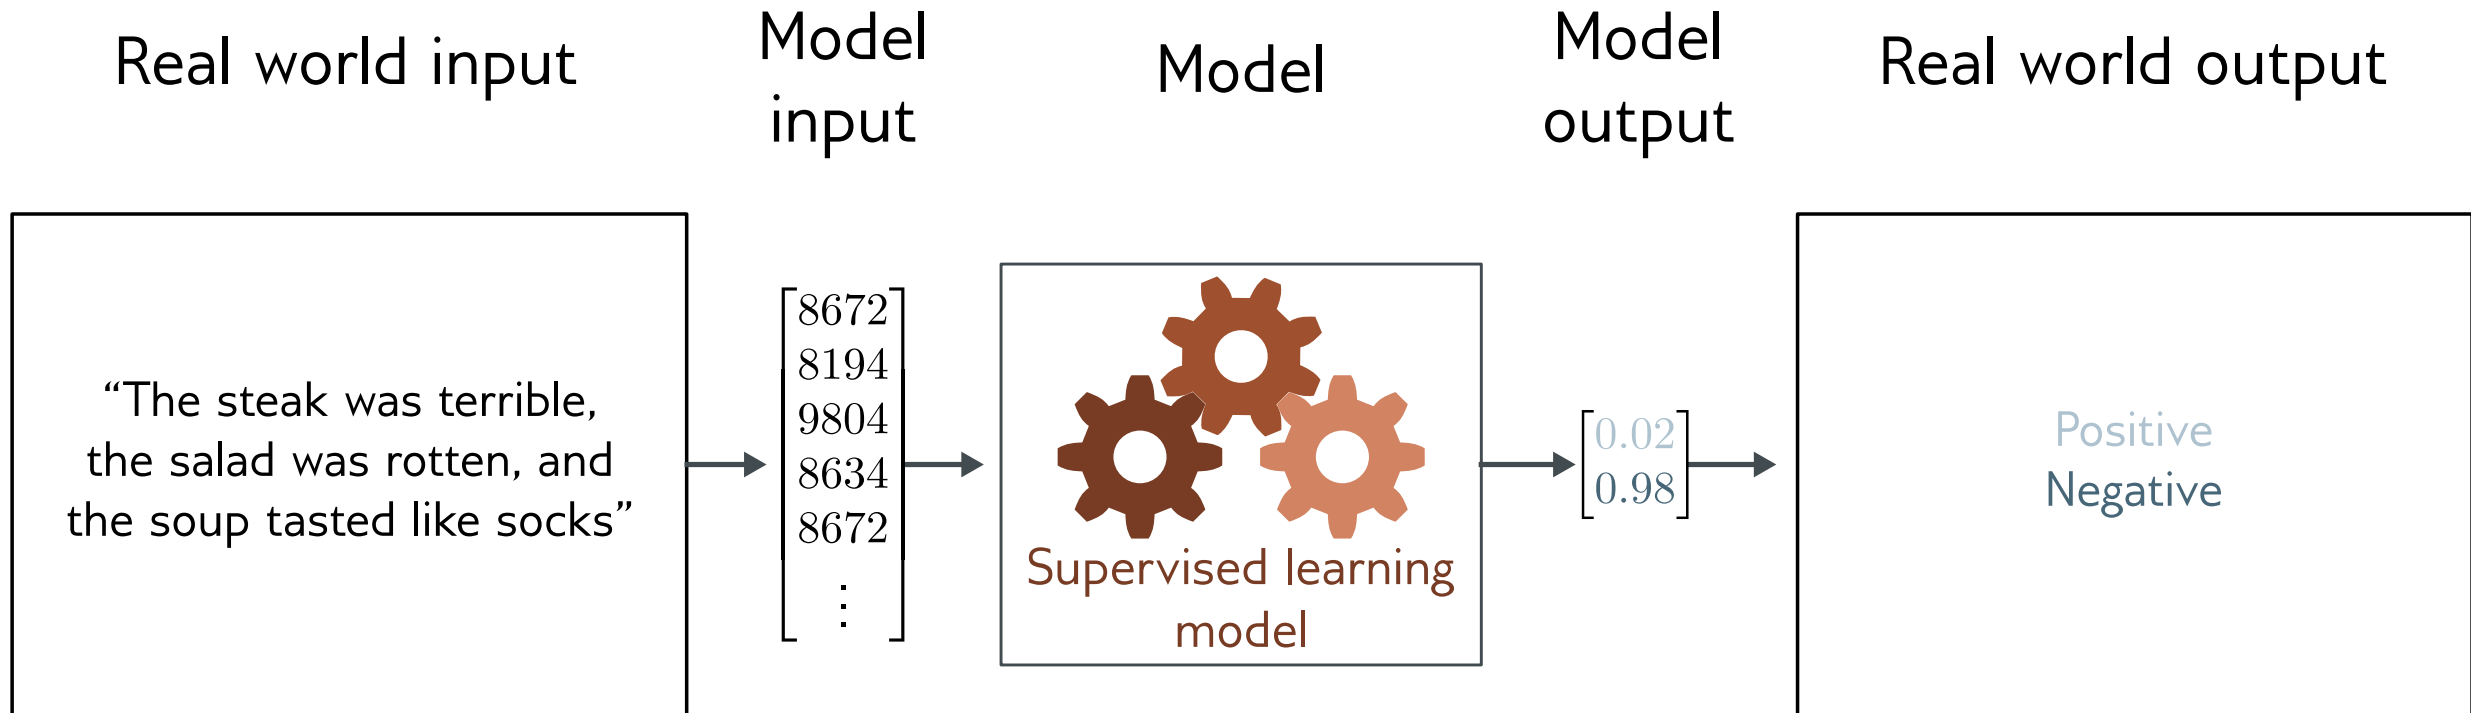 Real world input
Model
input
Model
Model
output
Real world output
“The steak was terrible,
the salad was rotten, and
the soup tasted like socks”
8672
8194
9804
8634
8672
⋮
Supervised learning
model
0.02
0.98
Positive
Negative